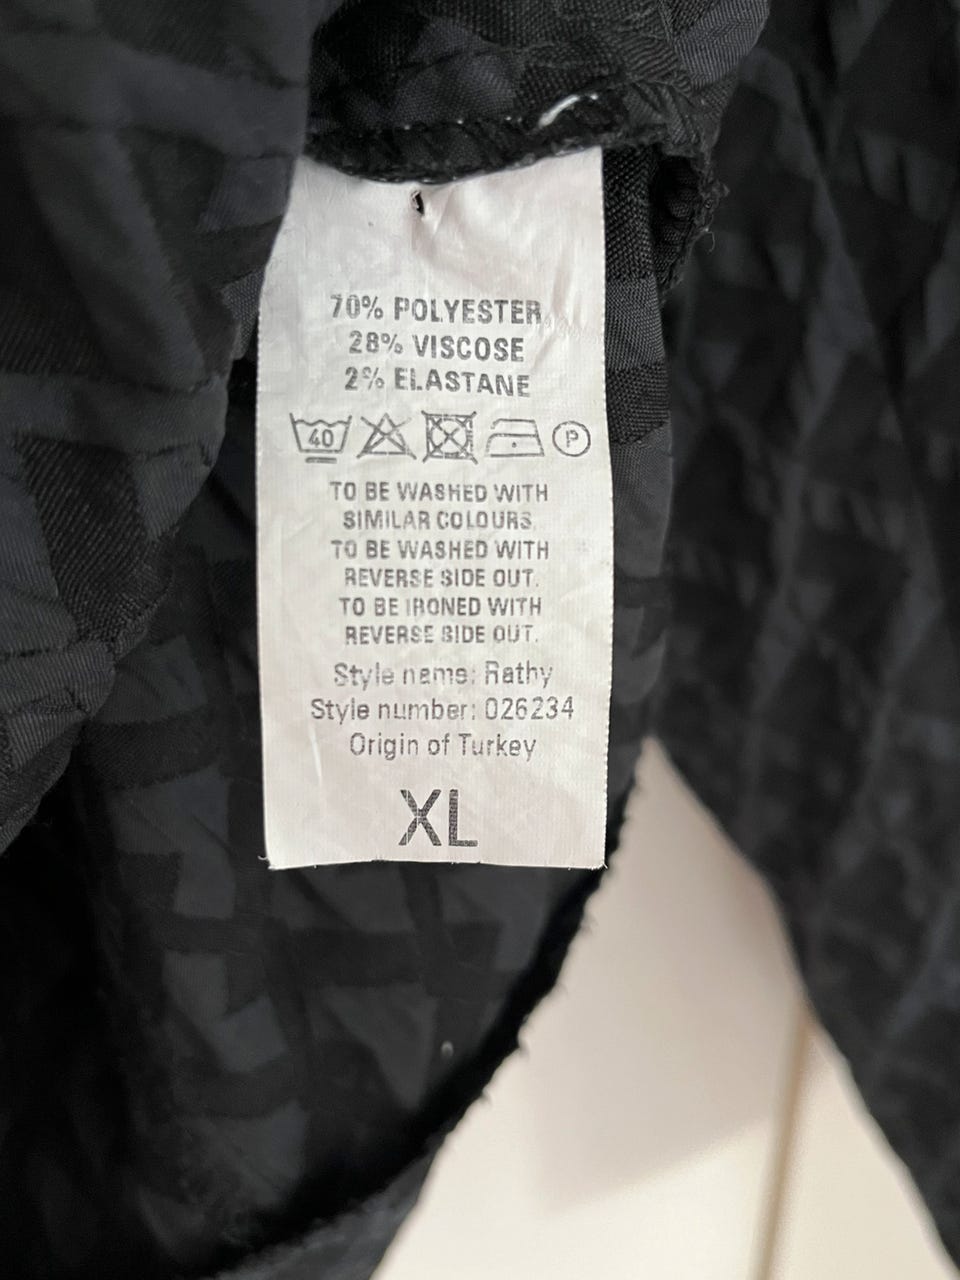 70% POLYESTER
28% VISCOSE
2% ELASTANE
40 P
TO BE WASHED WITH
SIMILAR COLOURS.
TO BE WASHED WITH
REVERSE SIDE OUT.
TO BE IRONED WITH
REVERSE SIDE OUT.
Style name: Rathy
Style number: 026234
Origin of Turkey
XL